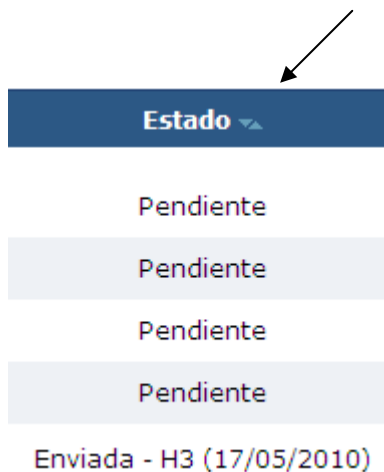 Estado
Pendiente
Pendiente
Pendiente
Pendiente
Enviada - H3 (17/05/2010)